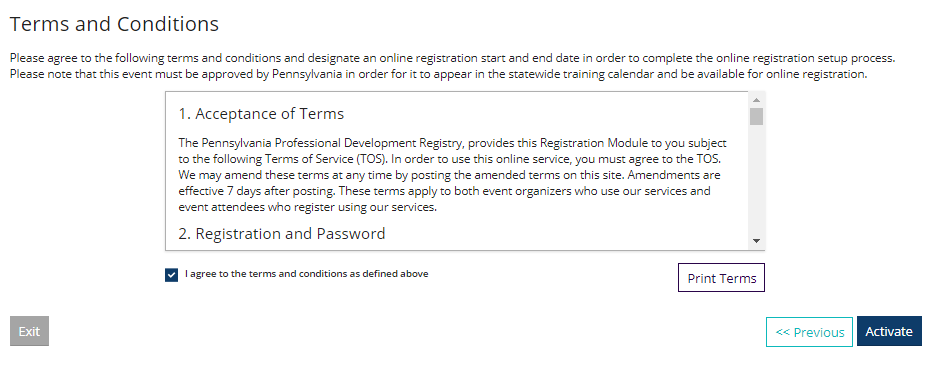 Terms and Conditions
Please agree to the following terms and conditions and designate an online registration start and end date in order to complete the online registration setup process.
Please note that this event must be approved by Pennsylvania in order for it to appear in the statewide training calendar and be available for online registration.
1. Acceptance of Terms
The Pennsylvania Professional Development Registry, provides this Registration Module to you subject
to the following Terms of Service (TOS). In order to use this online service, you must agree to the TOS.
We may amend these terms at any time by posting the amended terms on this site. Amendments are
effective 7 days after posting. These terms apply to both event organizers who use our services and
event attendees who register using our services.
2. Registration and Password
I agree to the terms and conditions as defined above
Print Terms
Exit
<< Previous
Activate